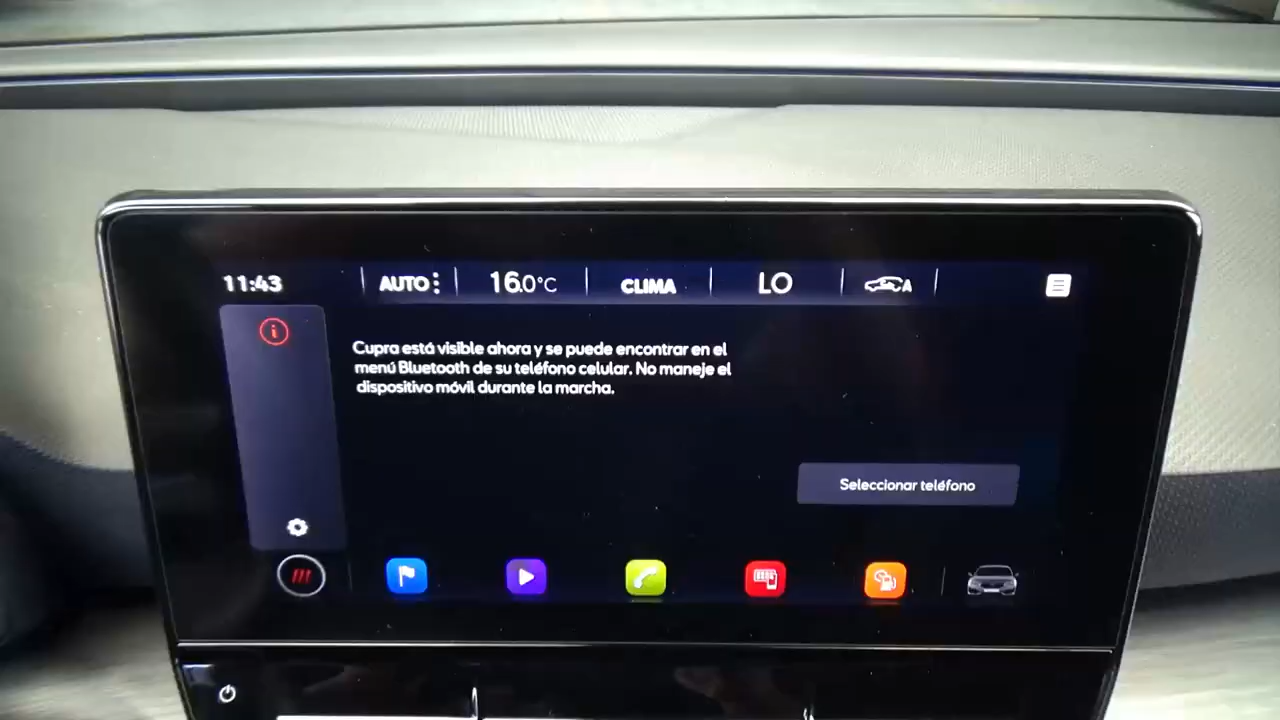 11:43
AUTO
16.0°C
CLIMA
LO
A
Cupra está visible ahora y se puede encontrar en el
menú Bluetooth de su teléfono celular. No maneje el
dispositivo móvil durante la marcha.
Seleccionar teléfono